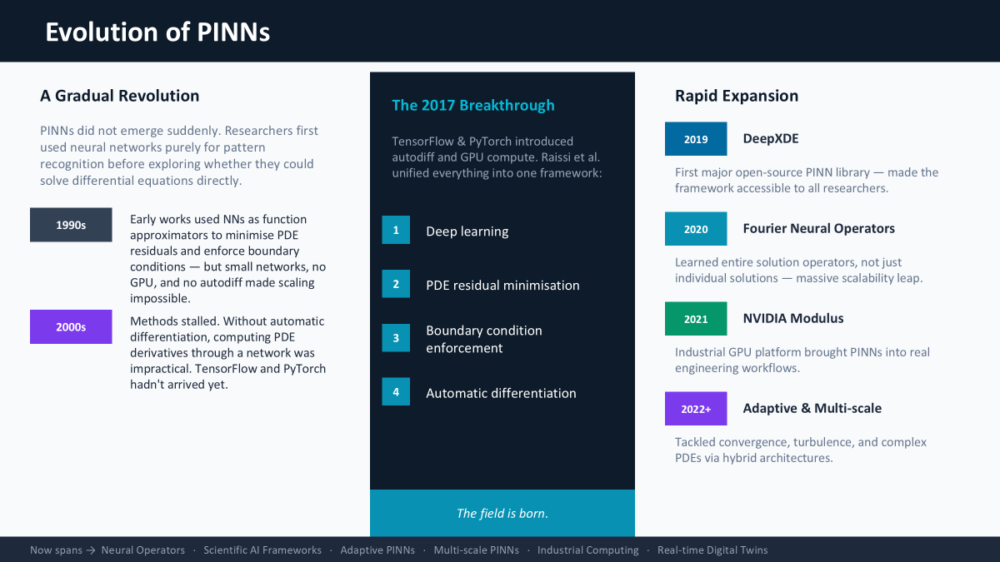 Evolution of PINNs
A Gradual Revolution
PINNs did not emerge suddenly. Researchers first
used neural networks purely for pattern
recognition before exploring whether they could
solve differential equations directly.
1990s
Early works used NNs as function
approximators to minimise PDE
residuals and enforce boundary
conditions — but small networks, no
GPU, and no autodiff made scaling
impossible.
2000s
Methods stalled. Without automatic
differentiation, computing PDE
derivatives through a network was
impractical. TensorFlow and PyTorch
hadn't arrived yet.
The 2017 Breakthrough
TensorFlow & PyTorch introduced
autodiff and GPU compute. Raissi et al.
unified everything into one framework:
1 Deep learning
2 PDE residual minimisation
3 Boundary condition
enforcement
4 Automatic differentiation
The field is born.
Rapid Expansion
2019 DeepXDE
First major open-source PINN library — made the
framework accessible to all researchers.
2020 Fourier Neural Operators
Learned entire solution operators, not just
individual solutions — massive scalability leap.
2021 NVIDIA Modulus
Industrial GPU platform brought PINNs into real
engineering workflows.
2022+ Adaptive & Multi-scale
Tackled convergence, turbulence, and complex
PDEs via hybrid architectures.
Now spans → Neural Operators · Scientific AI Frameworks · Adaptive PINNs · Multi-scale PINNs · Industrial Computing · Real-time Digital Twins